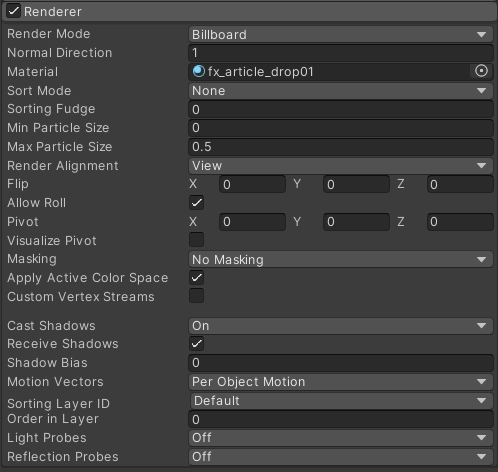 Renderer
Render Mode Billboard
Normal Direction 1
Material fx_article_drop01
Sort Mode None
Sorting Fudge 0
Min Particle Size 0
Max Particle Size 0.5
Render Alignment View
Flip X 0 Y 0 Z 0
Allow Roll
Pivot X 0 Y 0 Z 0
Visualize Pivot
Masking No Masking
Apply Active Color Space
Custom Vertex Streams
Cast Shadows On
Receive Shadows
Shadow Bias 0
Motion Vectors Per Object Motion
Sorting Layer ID Default
Order in Layer 0
Light Probes Off
Reflection Probes Off